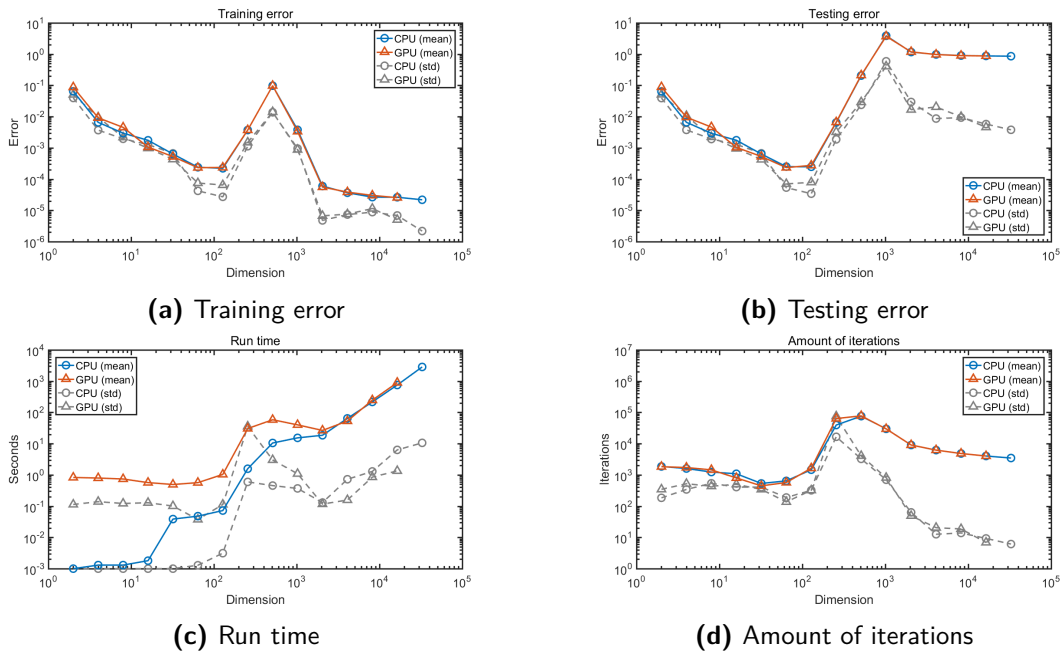 Training error
Error
10^1
10^0
10^-1
10^-2
10^-3
10^-4
10^-5
10^-6
CPU (mean)
GPU (mean)
CPU (std)
GPU (std)
10^0 10^1 10^2 10^3 10^4 10^5
Dimension
(a) Training error
Testing error
Error
10^1
10^0
10^-1
10^-2
10^-3
10^-4
10^-5
10^-6
CPU (mean)
GPU (mean)
CPU (std)
GPU (std)
10^0 10^1 10^2 10^3 10^4 10^5
Dimension
(b) Testing error
Run time
Seconds
10^4
10^3
10^2
10^1
10^0
10^-1
10^-2
10^-3
CPU (mean)
GPU (mean)
CPU (std)
GPU (std)
10^0 10^1 10^2 10^3 10^4 10^5
Dimension
(c) Run time
Amount of iterations
Iterations
10^7
10^6
10^5
10^4
10^3
10^2
10^1
10^0
CPU (mean)
GPU (mean)
CPU (std)
GPU (std)
10^0 10^1 10^2 10^3 10^4 10^5
Dimension
(d) Amount of iterations